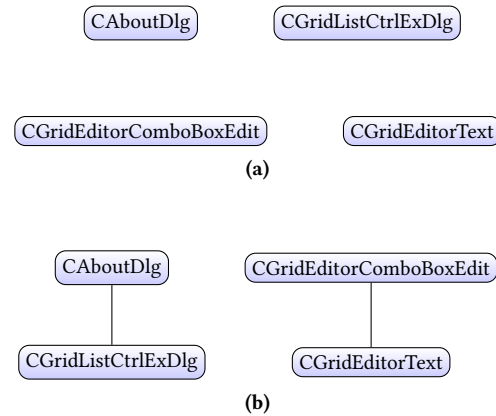 CAboutDlg CGridListCtrlExDlg
CGridEditorComboBoxEdit CGridEditorText
(a)
CAboutDlg CGridEditorComboBoxEdit
CGridListCtrlExDlg CGridEditorText
(b)